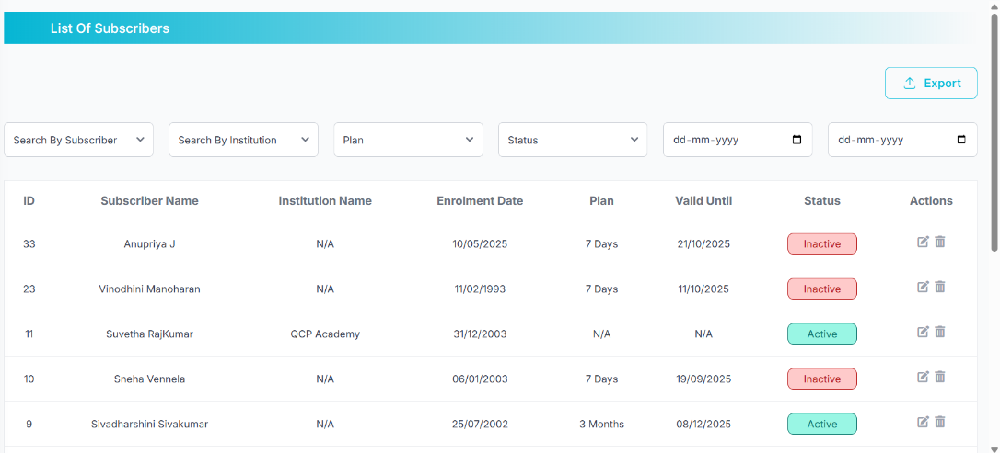 List Of Subscribers
Export
Search By Subscriber Search By Institution Plan Status dd-mm-yyyy dd-mm-yyyy
ID Subscriber Name Institution Name Enrolment Date Plan Valid Until Status Actions
33 Anupriya J N/A 10/05/2025 7 Days 21/10/2025 Inactive
23 Vinodhini Manoharan N/A 11/02/1993 7 Days 11/10/2025 Inactive
11 Suvetha RajKumar QCP Academy 31/12/2003 N/A N/A Active
10 Sneha Vennela N/A 06/01/2003 7 Days 19/09/2025 Inactive
9 Sivadharshini Sivakumar N/A 25/07/2002 3 Months 08/12/2025 Active